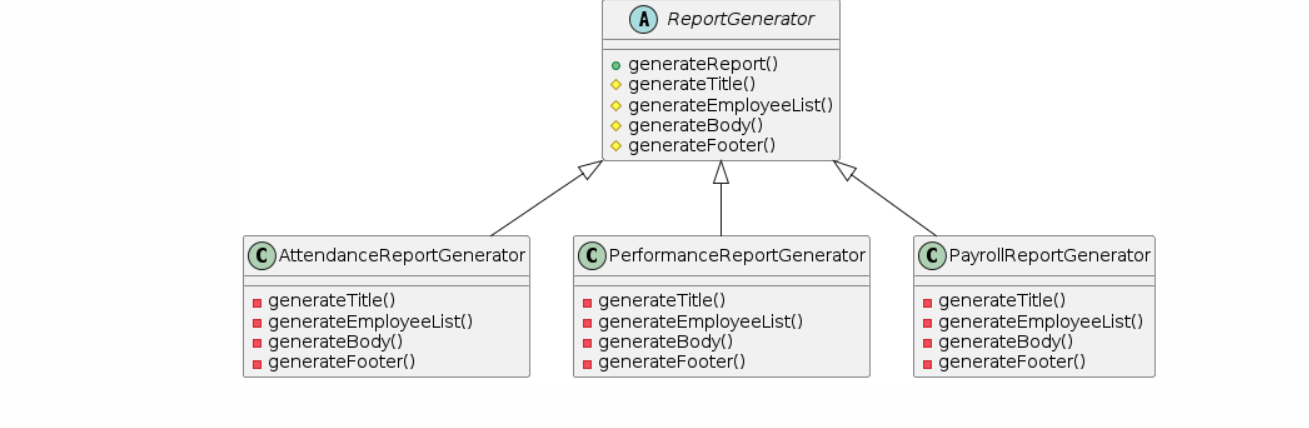 A ReportGenerator
generateReport()
generateTitle()
generateEmployeeList()
generateBody()
generateFooter()
C AttendanceReportGenerator
generateTitle()
generateEmployeeList()
generateBody()
generateFooter()
C PerformanceReportGenerator
generateTitle()
generateEmployeeList()
generateBody()
generateFooter()
C PayrollReportGenerator
generateTitle()
generateEmployeeList()
generateBody()
generateFooter()